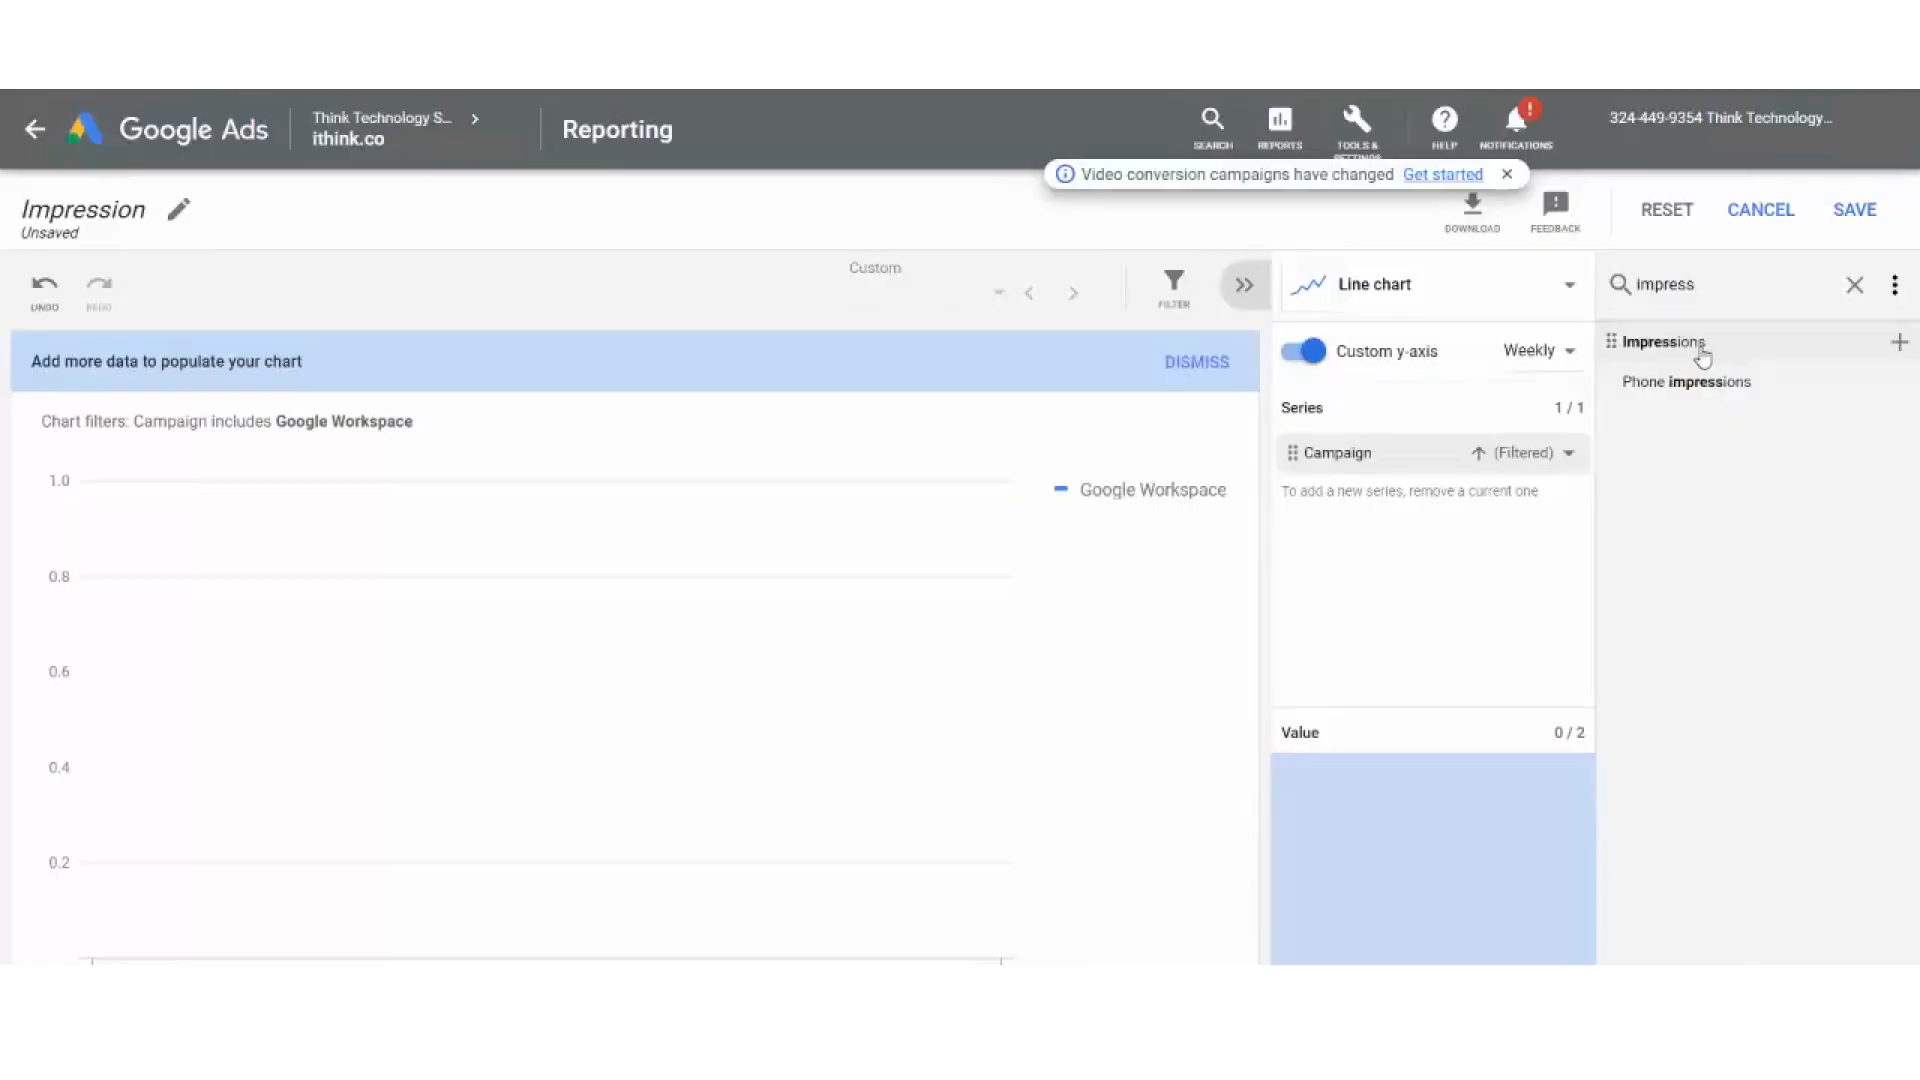 Google Ads
Think Technology S...
ithink.co
Reporting
SEARCH
REPORTS
TOOLS &
SETTINGS
HELP
NOTIFICATIONS
324-449-9354 Think Technology...
Video conversion campaigns have changed Get started
Impression
Unsaved
DOWNLOAD
FEEDBACK
RESET
CANCEL
SAVE
UNDO
REDO
Custom
FILTER
Line chart
impress
Add more data to populate your chart
DISMISS
Custom y-axis
Weekly
Impressions
Phone impressions
Chart filters: Campaign includes Google Workspace
Series
1 / 1
Campaign
(Filtered)
To add a new series, remove a current one
1.0
Google Workspace
0.8
0.6
Value
0 / 2
0.4
0.2